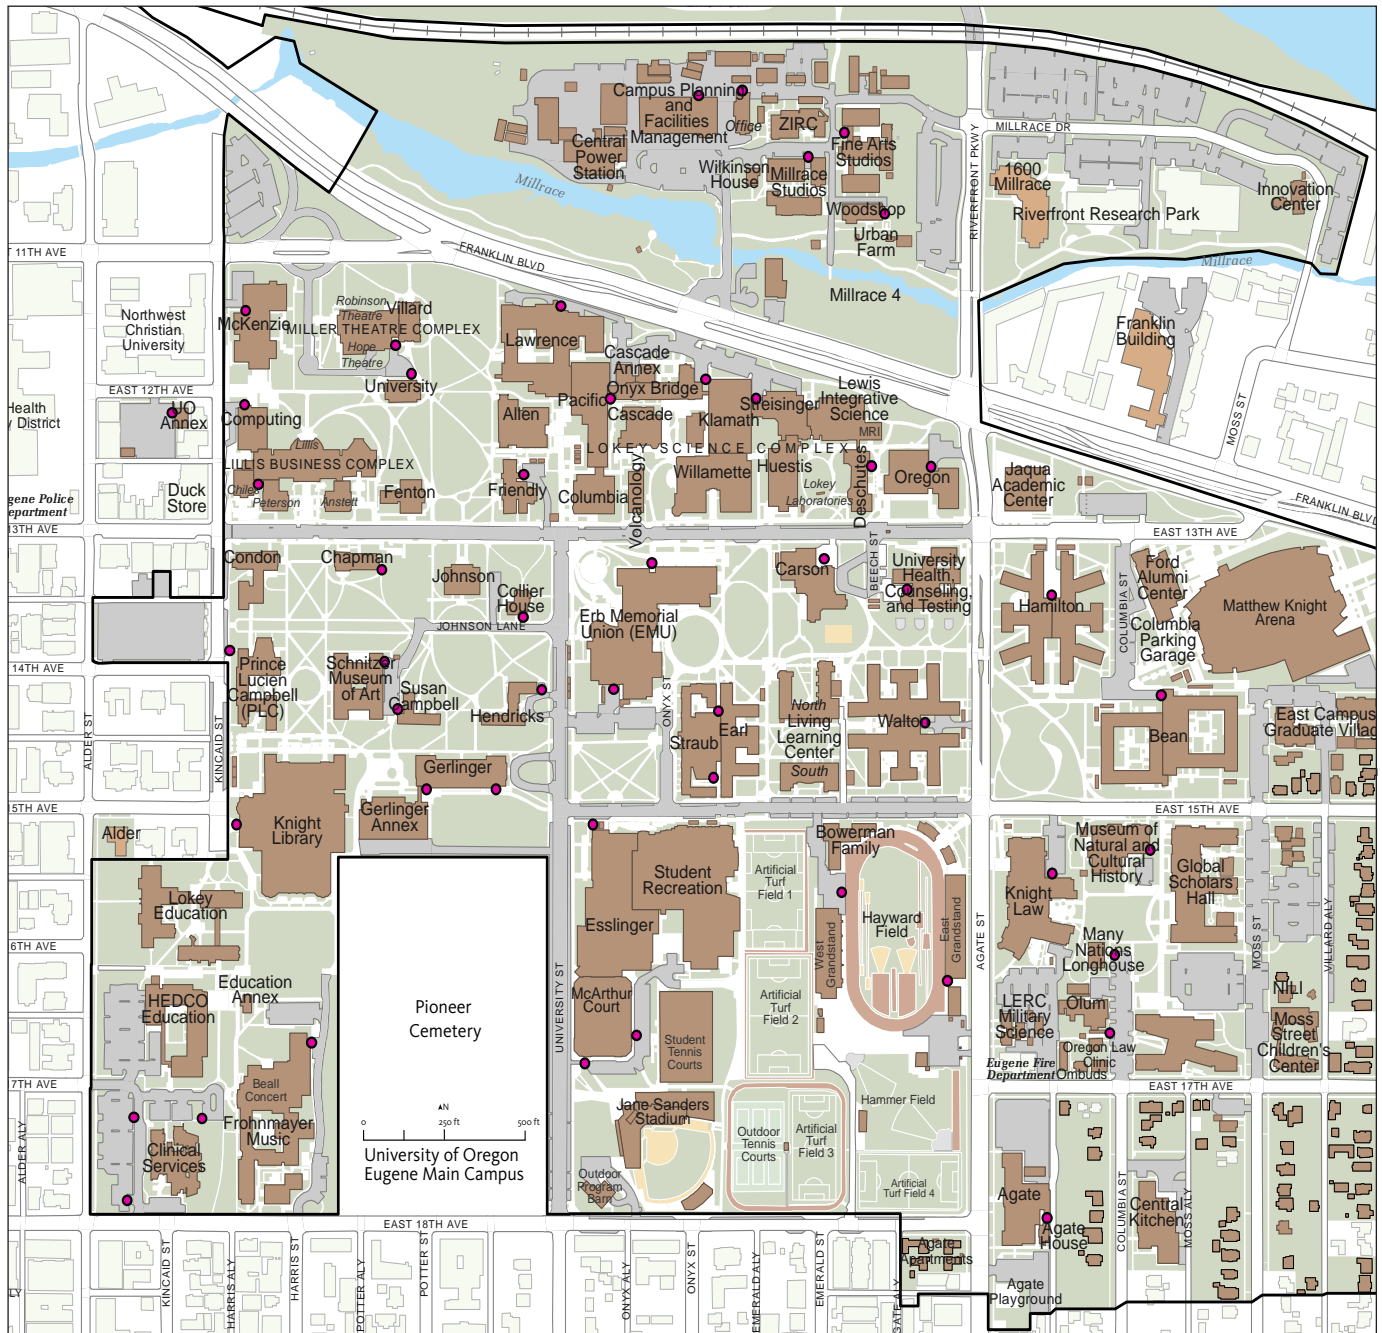 Campus Planning
and
Facilities
Management
Office
ZIRC
Central
Power
Station
Wilkinson
House
Millrace
Studios
Fine Arts
Studios
Woodshop
Urban
Farm
Millrace
Millrace 4
RIVERFRONT PKWY
MILLRACE DR
1600
Millrace
Riverfront Research Park
Innovation
Center
Millrace
Franklin
Building
MOSS ST
FRANKLIN BLVD
FRANKLIN BLVD
T 11TH AVE
Northwest
Christian
University
EAST 12TH AVE
Health
y District
UO
Annex
Duck
Store
gene Police
epartment
13TH AVE
McKenzie
Robinson
Theatre
Villard
MILLER THEATRE COMPLEX
Hope
Theatre
University
Computing
Lillis
LILLIS BUSINESS COMPLEX
Chiles
Peterson
Anstett
Fenton
Lawrence
Cascade
Annex
Onyx Bridge
Pacific
Cascade
Allen
Klamath
Streisinger
Lewis
Integrative
Science
MRI
LOKEY SCIENCE COMPLEX
Friendly
Columbia
Volcanology
Willamette
Huestis
Lokey
Laboratories
Deschutes
Oregon
Jaqua
Academic
Center
EAST 13TH AVE
Condon
Chapman
Johnson
Collier
House
JOHNSON LANE
Erb Memorial
Union (EMU)
Carson
BEECH ST
University
Health,
Counseling,
and Testing
Hamilton
COLUMBIA ST
Ford
Alumni
Center
Columbia
Parking
Garage
Matthew Knight
Arena
14TH AVE
Prince
Lucien
Campbell
(PLC)
Schnitzer
Museum
of Art
Susan
Campbell
Hendricks
ONYX ST
Straub
Earl
North
Living
Learning
Center
South
Walton
Bean
East Campus
Graduate Villag
ALDER ST
KINCAID ST
Gerlinger
Gerlinger
Annex
Knight
Library
15TH AVE
Alder
EAST 15TH AVE
Lokey
Education
Student
Recreation
Esslinger
Artificial
Turf
Field 1
Bowerman
Family
Hayward
Field
West
Grandstand
East
Grandstand
AGATE ST
Knight
Law
Museum of
Natural and
Cultural
History
Global
Scholars
Hall
Many
Nations
Longhouse
MOSS ST
VILLARD ALY
6TH AVE
Education
Annex
HEDCO
Education
Pioneer
Cemetery
UNIVERSITY ST
McArthur
Court
Student
Tennis
Courts
Artificial
Turf
Field 2
LERC
Military
Science
Olum
Oregon Law
Clinic
Ombuds
Eugene Fire
Department
NILI
Moss
Street
Children's
Center
7TH AVE
EAST 17TH AVE
Beall
Concert
Frohnmayer
Music
Clinical
Services
N
0
250 ft
500 ft
University of Oregon
Eugene Main Campus
Jane Sanders
Stadium
Outdoor
Program
Barn
Outdoor
Tennis
Courts
Artificial
Turf
Field 3
Hammer Field
Artificial
Turf Field 4
Agate
Agate
House
COLUMBIA ST
Central
Kitchen
MOSS ALY
EAST 18TH AVE
ALDER ALY
LY
KINCAID ST
HARRIS ALY
HARRIS ST
POTTER ALY
POTTER ST
ONYX ALY
ONYX ST
EMERALD ALY
EMERALD ST
GATE ALY
Agate
Apartments
Agate
Playground